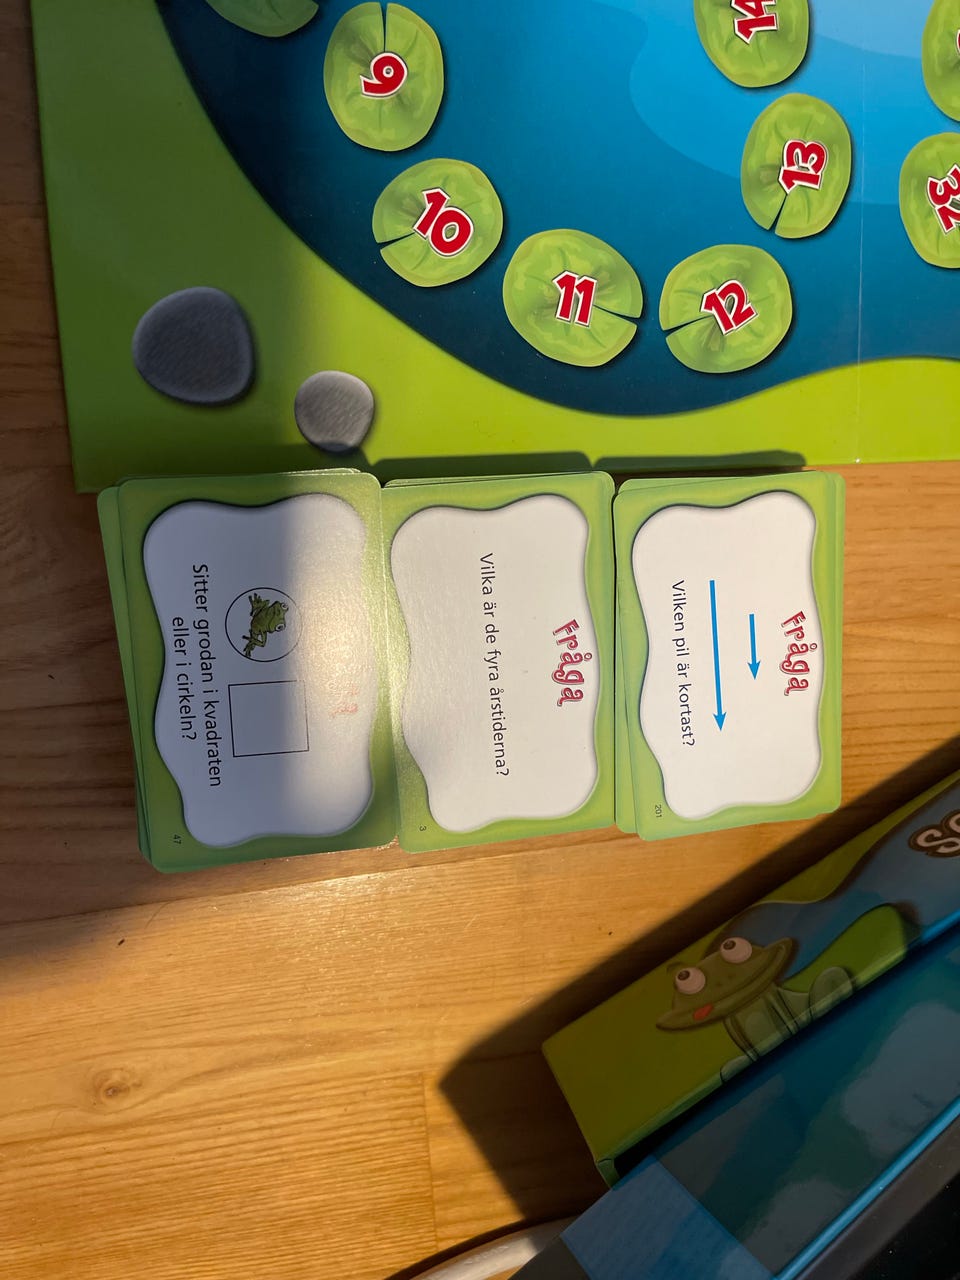 9
10
11
12
13
14
Fråga
Vilken pil är kortast?
201
Fråga
Vilka är de fyra årstiderna?
3
Sitter grodan i kvadraten
eller i cirkeln?
47